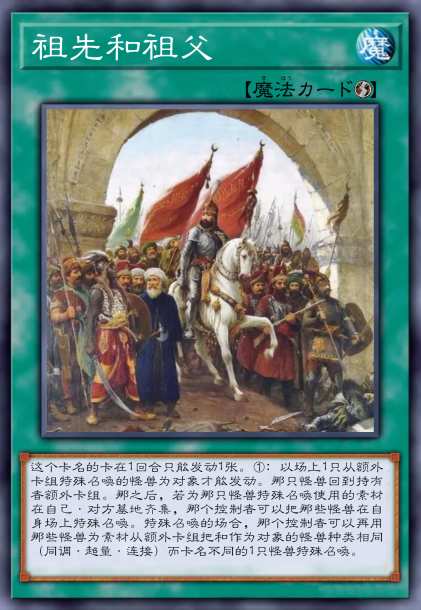 祖先和祖父
魔
【魔法カード】
这个卡名的卡在1回合只能发动1张。①：以场上1只从额外
卡组特殊召唤的怪兽为对象才能发动。那只怪兽回到持有
者额外卡组。那之后，若为那只怪兽特殊召唤使用的素材
在自己·对方墓地齐集，那个控制者可以把那些怪兽在自
身场上特殊召唤。特殊召唤的场合，那个控制者可以再用
那些怪兽为素材从额外卡组把和作为对象的怪兽种类相同
（同调·超量·连接）而卡名不同的1只怪兽特殊召唤。